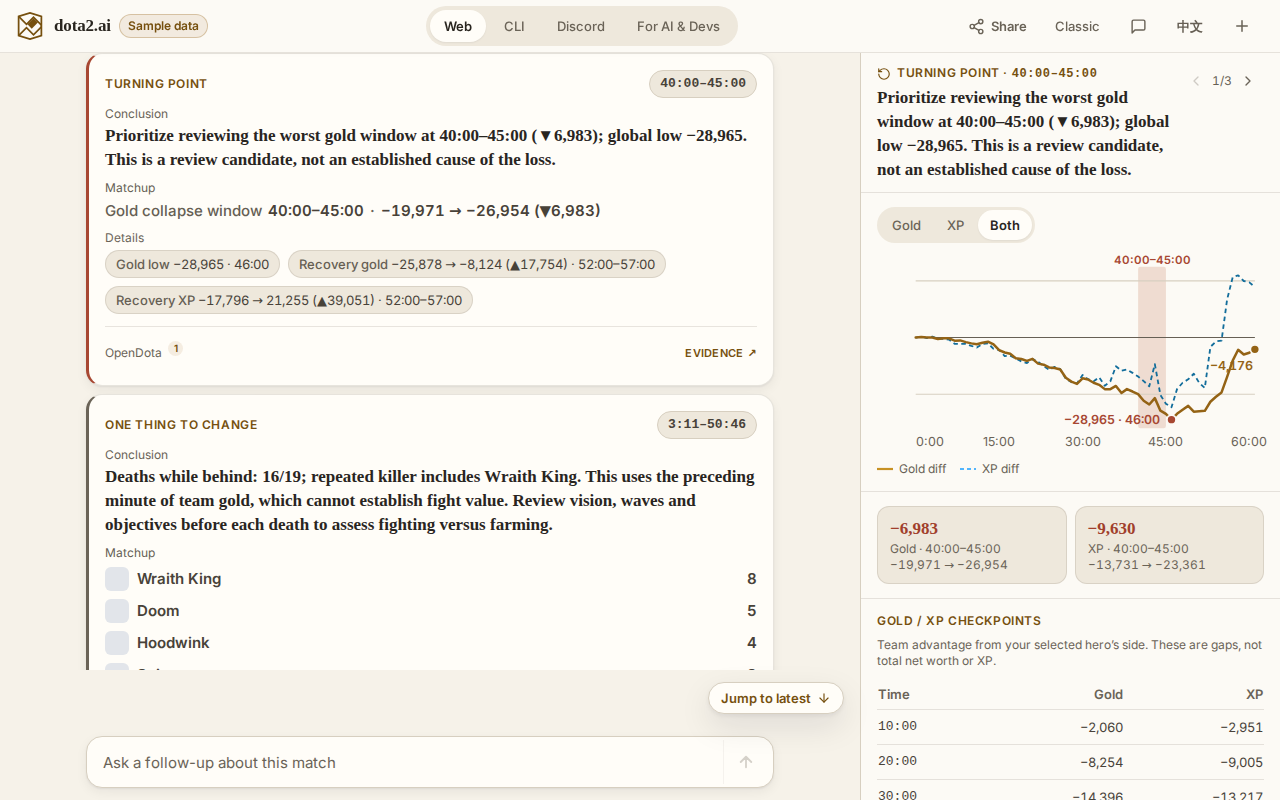 dota2.ai
Sample data
Web
CLI
Discord
For AI & Devs
Share
Classic
中文
TURNING POINT
40:00–45:00
Conclusion
Prioritize reviewing the worst gold window at 40:00–45:00 (▼6,983); global low −28,965.
This is a review candidate, not an established cause of the loss.
Matchup
Gold collapse window 40:00–45:00 · −19,971 → −26,954 (▼6,983)
Details
Gold low −28,965 · 46:00
Recovery gold −25,878 → −8,124 (▲17,754) · 52:00–57:00
Recovery XP −17,796 → 21,255 (▲39,051) · 52:00–57:00
OpenDota 1
EVIDENCE ↗
ONE THING TO CHANGE
3:11–50:46
Conclusion
Deaths while behind: 16/19; repeated killer includes Wraith King. This uses the preceding
minute of team gold, which cannot establish fight value. Review vision, waves and
objectives before each death to assess fighting versus farming.
Matchup
Wraith King 8
Doom 5
Hoodwink 4
Jump to latest ↓
Ask a follow-up about this match
TURNING POINT · 40:00–45:00
1/3
Prioritize reviewing the worst gold
window at 40:00–45:00 (▼6,983); global
low −28,965. This is a review candidate,
not an established cause of the loss.
Gold
XP
Both
40:00–45:00
−4,176
−28,965 · 46:00
0:00 15:00 30:00 45:00 60:00
Gold diff
XP diff
−6,983
Gold · 40:00–45:00
−19,971 → −26,954
−9,630
XP · 40:00–45:00
−13,731 → −23,361
GOLD / XP CHECKPOINTS
Team advantage from your selected hero’s side. These are gaps, not
total net worth or XP.
Time Gold XP
10:00 −2,060 −2,951
20:00 −8,254 −9,005
30:00 −14,396 −13,217